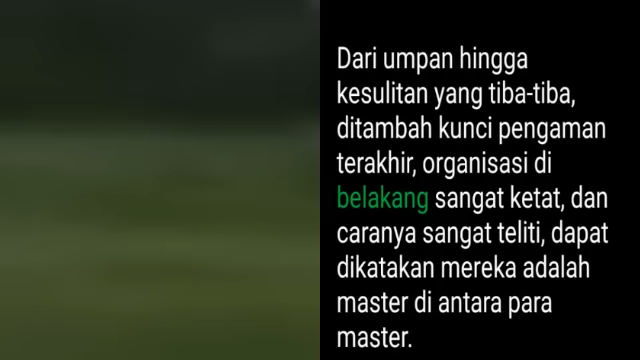 Dari umpan hingga
kesulitan yang tiba-tiba,
ditambah kunci pengaman
terakhir, organisasi di
belakang sangat ketat, dan
caranya sangat teliti, dapat
dikatakan mereka adalah
master di antara para
master.